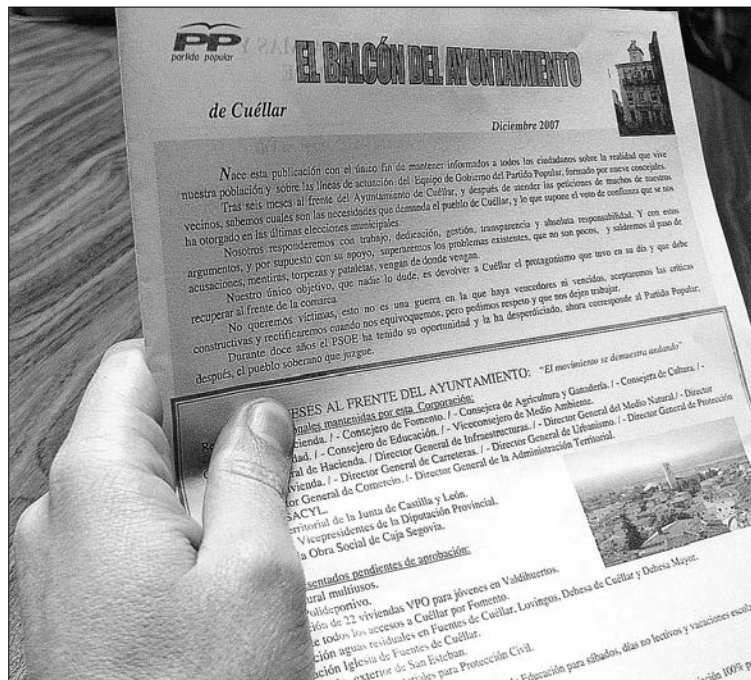 PP
partido popular
EL BALCÓN DEL AYUNTAMIENTO
de Cuéllar
Diciembre 2007
Nace esta publicación con el único fin de mantener informados a todos los ciudadanos sobre la realidad que vive
nuestra población y sobre las líneas de actuación del Equipo de Gobierno del Partido Popular, formado por nueve concejales.
Tras seis meses al frente del Ayuntamiento de Cuéllar, y después de atender las peticiones de muchos de nuestros
vecinos, sabemos cuales son las necesidades que demanda el pueblo de Cuéllar, y lo que supone el voto de confianza que se nos
ha otorgado en las últimas elecciones municipales.
Nosotros responderemos con trabajo, dedicación, gestión, transparencia y absoluta responsabilidad. Y con estos
argumentos, y por supuesto con su apoyo, superaremos los problemas existentes, que no son pocos, y saldremos al paso de
acusaciones, mentiras, torpezas y pataletas, vengan de donde vengan.
Nuestro único objetivo, que nadie lo dude, es devolver a Cuéllar el protagonismo que tuvo en su día y que debe
recuperar al frente de la comarca.
No queremos víctimas, esto no es una guerra en la que haya vencedores ni vencidos, aceptaremos las críticas
constructivas y rectificaremos cuando nos equivoquemos, pero pedimos respeto y que nos dejen trabajar.
Durante doce años el PSOE ha tenido su oportunidad y la ha desperdiciado, ahora corresponde al Partido Popular,
después, el pueblo soberano que juzgue.
MESES AL FRENTE DEL AYUNTAMIENTO: "El movimiento se demuestra andando"
mantenidas por esta Corporación:
/ - Consejero de Fomento. / - Consejera de Agricultura y Ganadería. / - Consejera de Cultura. / -
/ - Consejero de Educación. / - Viceconsejero de Medio Ambiente.
de Hacienda. / Director General de Infraestructuras. / - Director General del Medio Natural./ - Director
/ - Director General de Carreteras. / - Director General de Urbanismo. / - Director General de Protección
General de Comercio. / - Director General de la Administración Territorial.
SACYL.
de la Junta de Castilla y León.
Vicepresidentes de la Diputación Provincial.
la Obra Social de Caja Segovia.
pendientes de aprobación:
multiusos.
de 22 viviendas VPO para jóvenes en Valdihuertos.
todos los accesos a Cuéllar por Fomento.
aguas residuales en Fuentes de Cuéllar, Lovingos, Dehesa de Cuéllar y Dehesa Mayor.
Iglesia de Fuentes de Cuéllar.
exterior de San Esteban.
para Protección Civil.
Educación para sábados, días no lectivos y vacaciones
100%